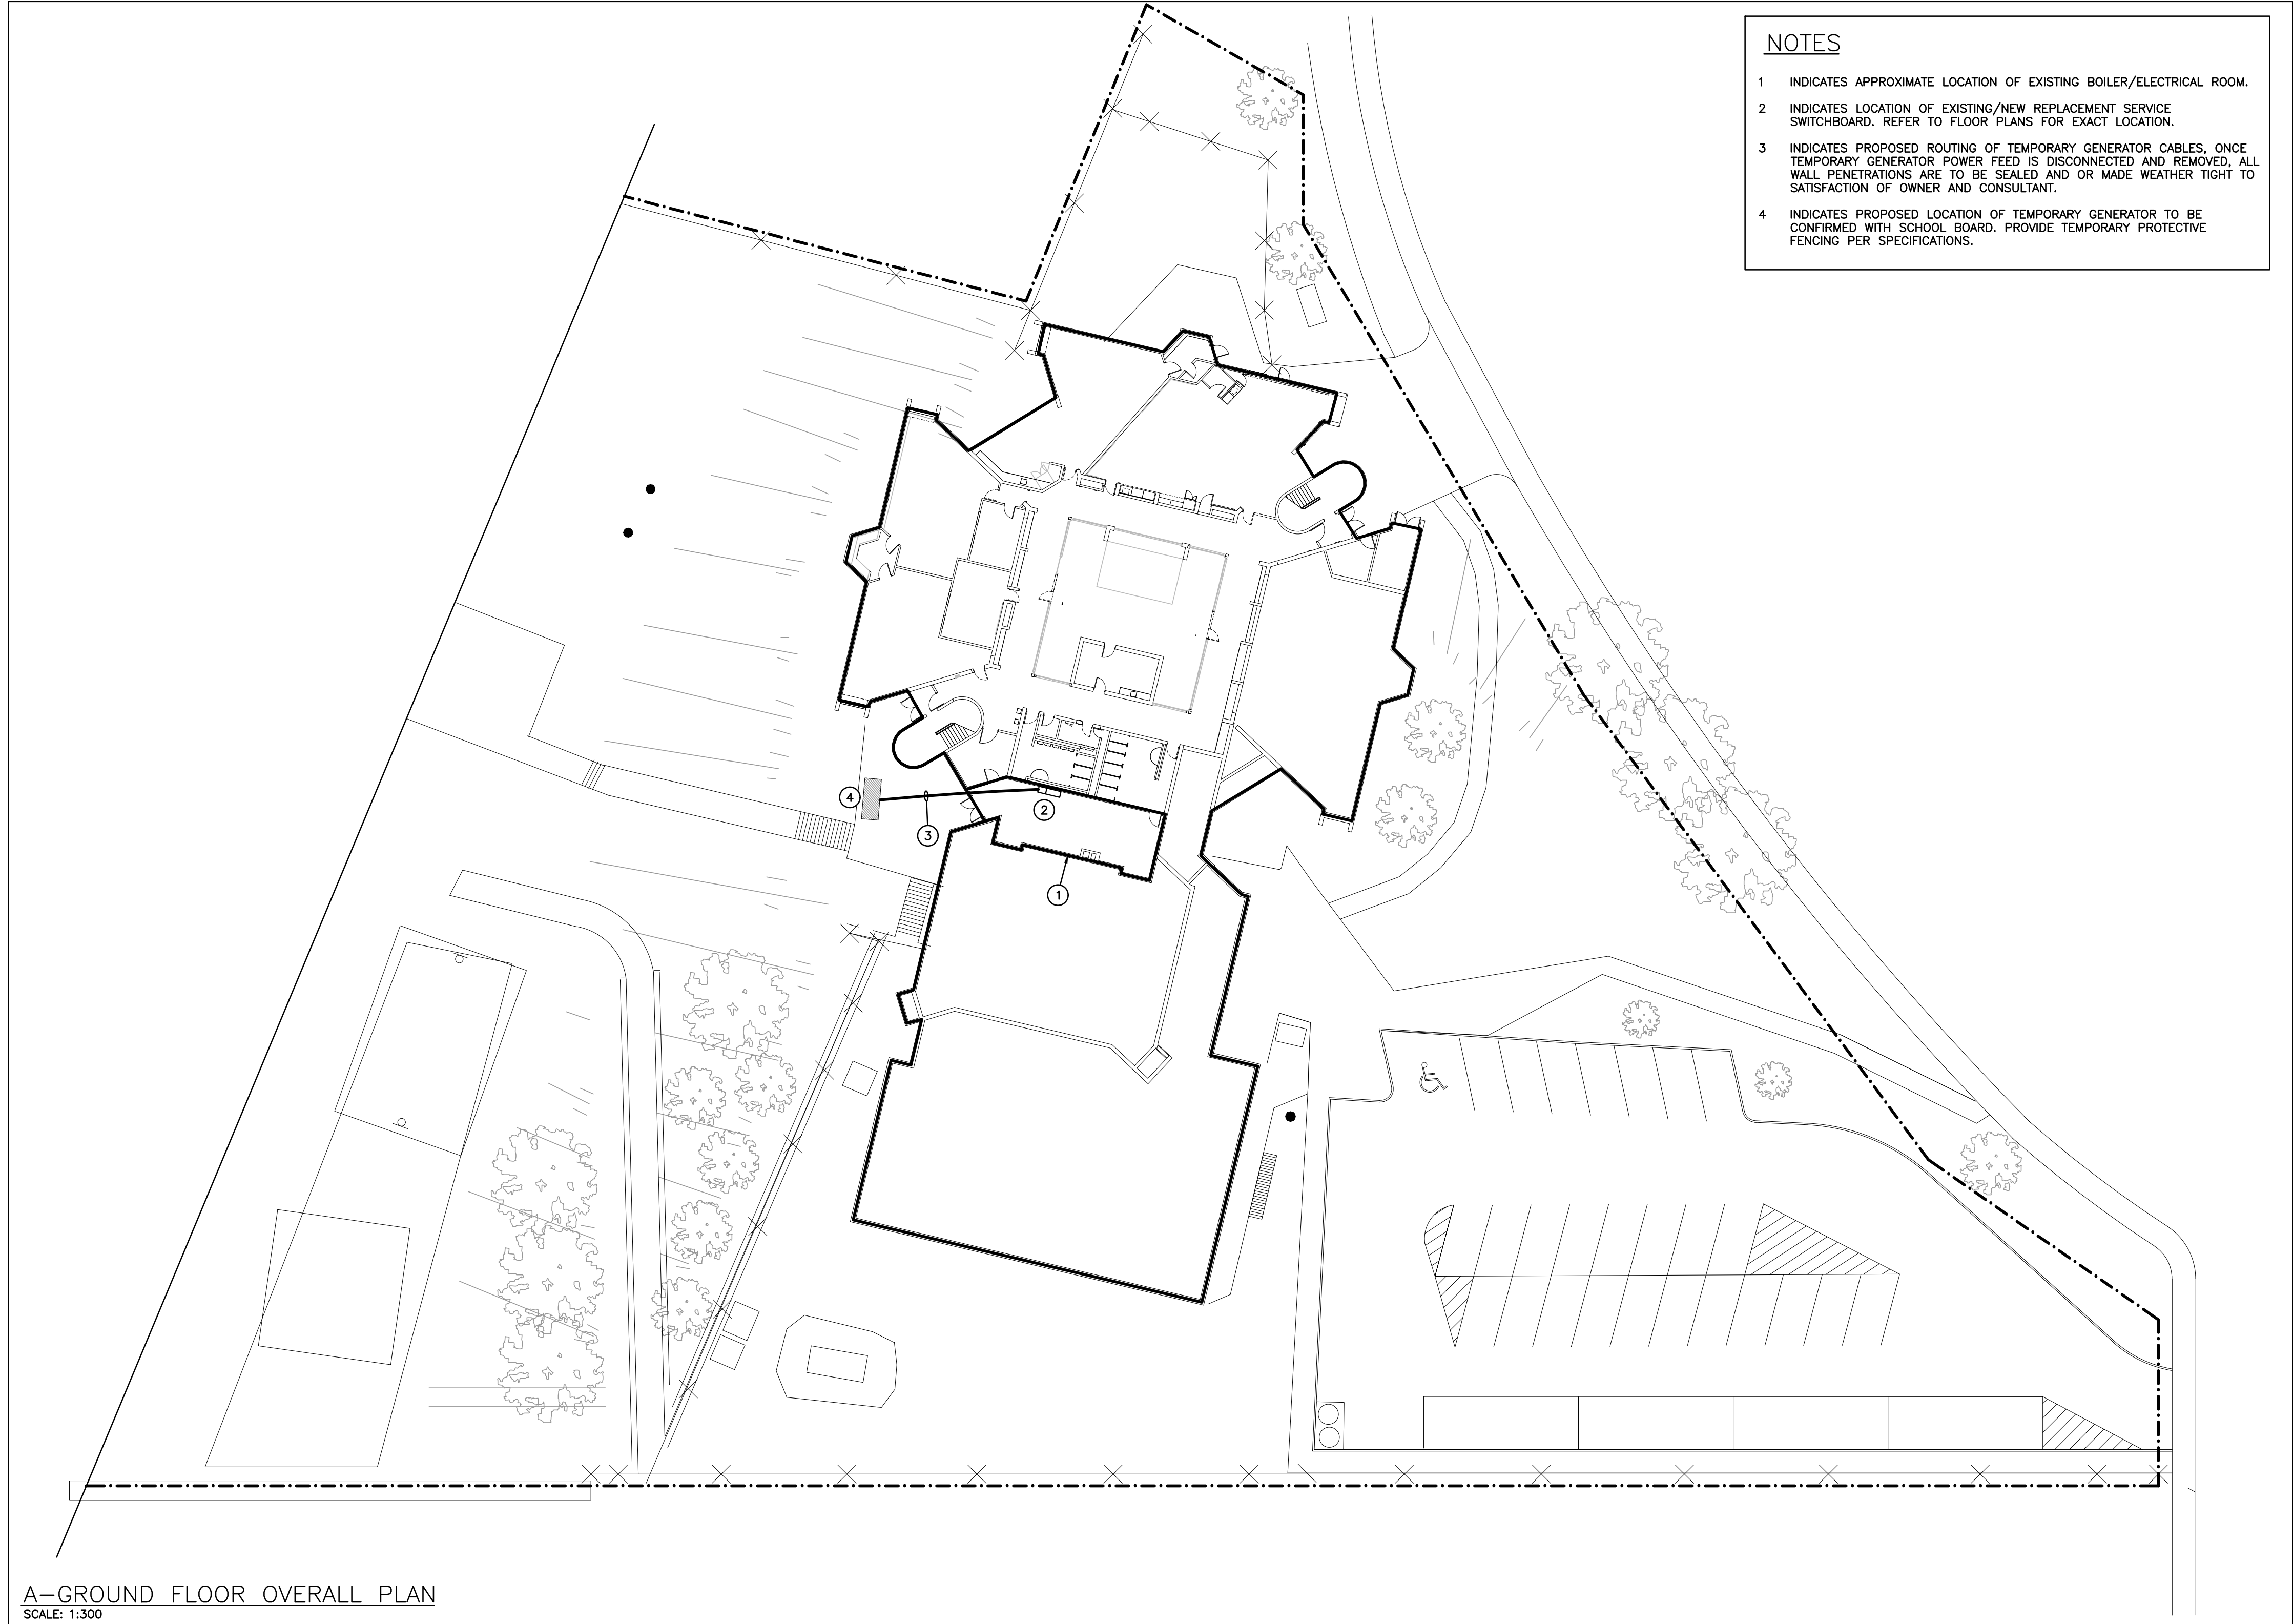 NOTES
1 INDICATES APPROXIMATE LOCATION OF EXISTING BOILER/ELECTRICAL ROOM.
2 INDICATES LOCATION OF EXISTING/NEW REPLACEMENT SERVICE
SWITCHBOARD. REFER TO FLOOR PLANS FOR EXACT LOCATION.
3 INDICATES PROPOSED ROUTING OF TEMPORARY GENERATOR CABLES, ONCE
TEMPORARY GENERATOR POWER FEED IS DISCONNECTED AND REMOVED, ALL
WALL PENETRATIONS ARE TO BE SEALED AND OR MADE WEATHER TIGHT TO
SATISFACTION OF OWNER AND CONSULTANT.
4 INDICATES PROPOSED LOCATION OF TEMPORARY GENERATOR TO BE
CONFIRMED WITH SCHOOL BOARD. PROVIDE TEMPORARY PROTECTIVE
FENCING PER SPECIFICATIONS.
4
2
3
1
A-GROUND FLOOR OVERALL PLAN
SCALE: 1:300